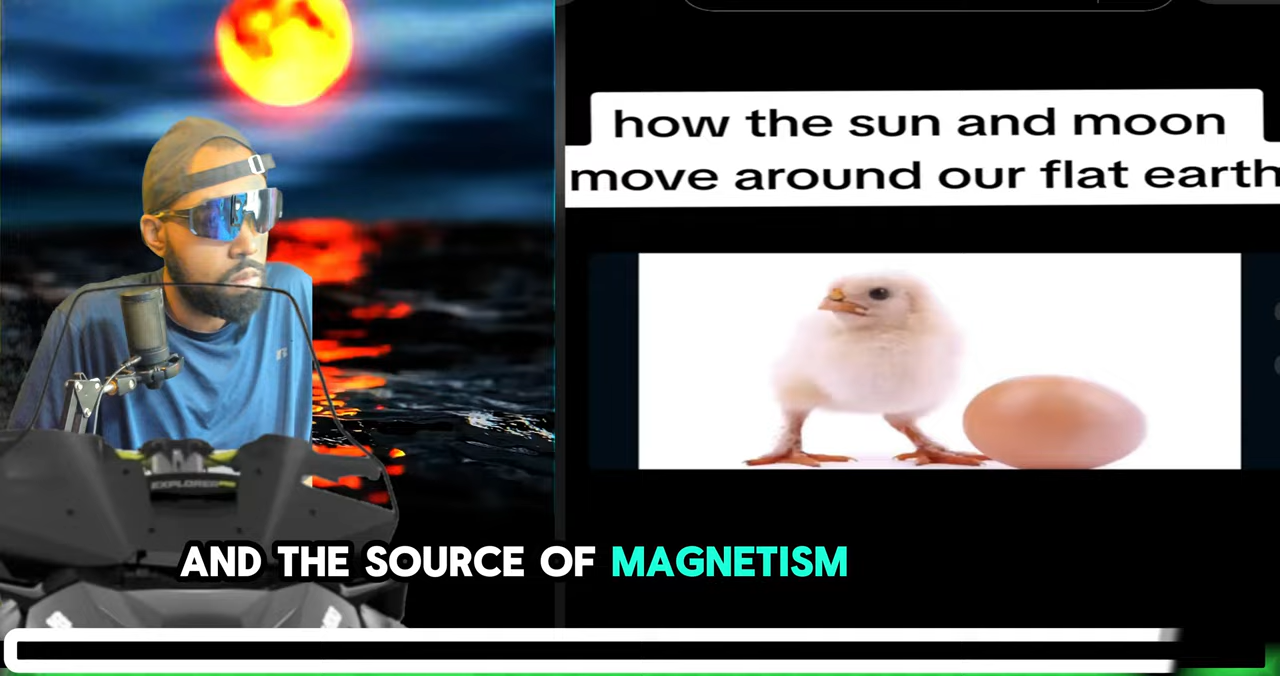 how the sun and moon
move around our flat earth
EXPLORER
AND THE SOURCE OF MAGNETISM